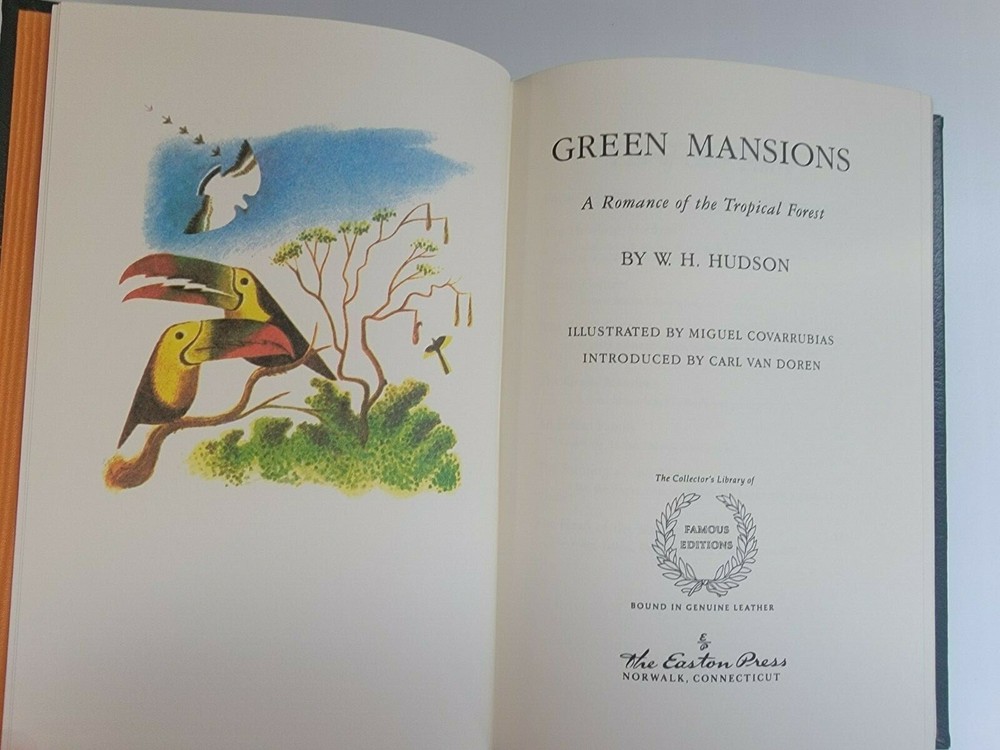 GREEN MANSIONS
A Romance of the Tropical Forest
BY W. H. HUDSON
ILLUSTRATED BY MIGUEL COVARRUBIAS
INTRODUCED BY CARL VAN DOREN
The Collector's Library of
FAMOUS
EDITIONS
BOUND IN GENUINE LEATHER
The Easton Press
NORWALK, CONNECTICUT